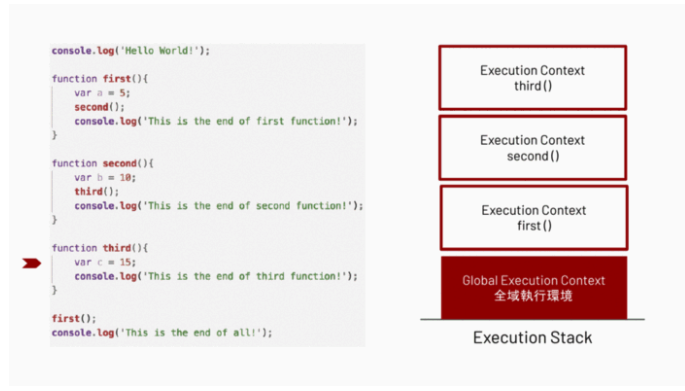 console.log('Hello World!');
function first(){
var a = 5;
second();
console.log('This is the end of first function!');
}
function second(){
var b = 10;
third();
console.log('This is the end of second function!');
}
function third(){
var c = 15;
console.log('This is the end of third function!');
}
first();
console.log('This is the end of all!');
Execution Context
third()
Execution Context
second()
Execution Context
first()
Global Execution Context
全域執行環境
Execution Stack